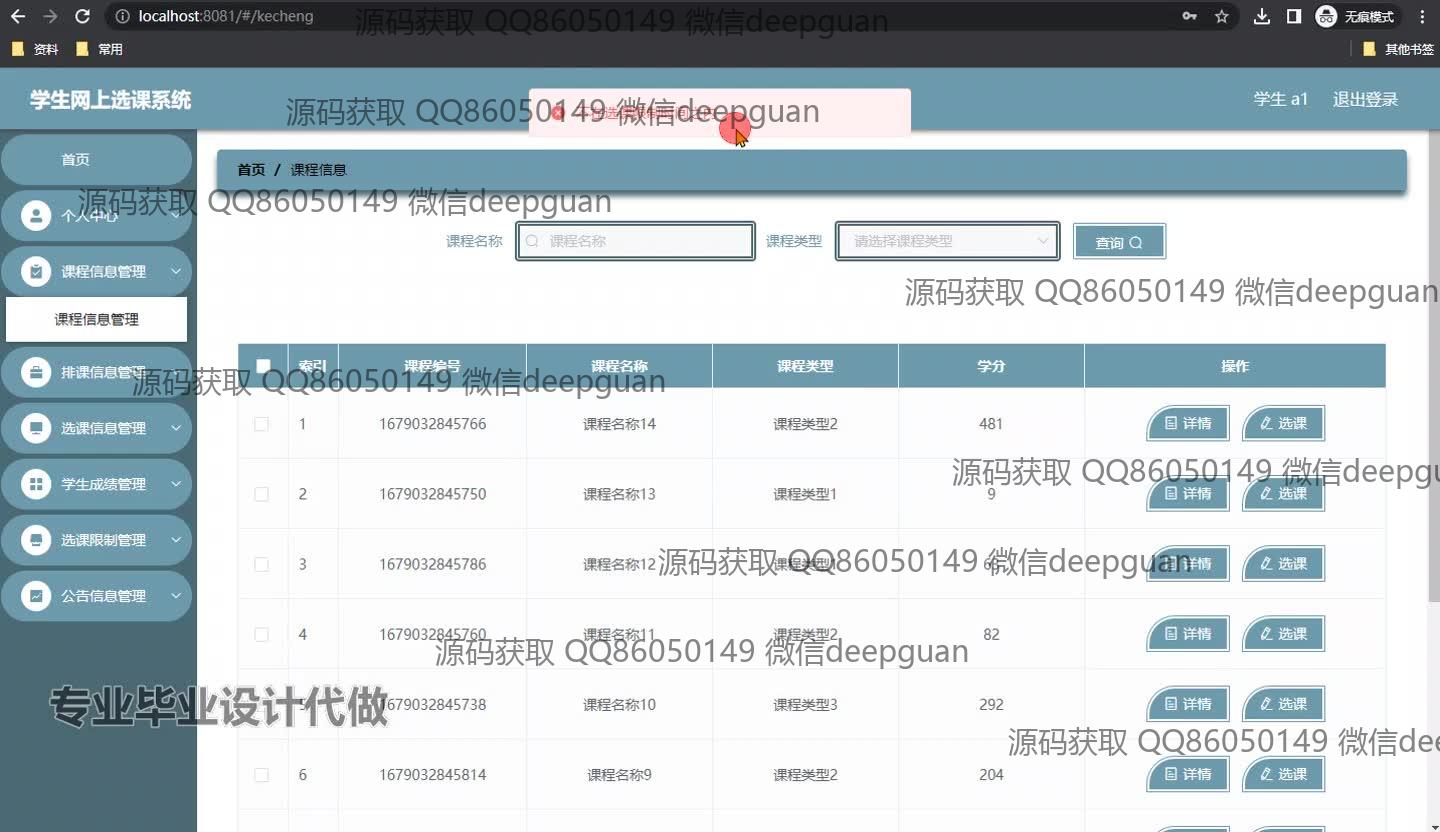 localhost:8081/#/kecheng
无痕模式
资料
常用
其他书签
源码获取 QQ86050149 微信deepguan
学生网上选课系统
学生 a1
退出登录
源码获取 QQ86050149 微信deepguan
首页
个人中心
课程信息管理
课程信息管理
排课信息管理
选课信息管理
学生成绩管理
选课限制管理
公告信息管理
首页 / 课程信息
源码获取 QQ86050149 微信deepguan
课程名称 课程名称 课程类型 请选择课程类型 查询
源码获取 QQ86050149 微信deepguan
索引 课程编号 课程名称 课程类型 学分 操作
源码获取 QQ86050149 微信deepguan
1 1679032845766 课程名称14 课程类型2 481 详情 选课
源码获取 QQ86050149 微信deepgu
2 1679032845750 课程名称13 课程类型1 9 详情 选课
3 1679032845786 课程名称12 详情 选课
源码获取 QQ86050149 微信deepguan
4 1679032845760 课程名称11 课程类型2 82 详情 选课
源码获取 QQ86050149 微信deepguan
1679032845738 课程名称10 课程类型3 292 详情 选课
专业毕业设计代做
源码获取 QQ86050149 微信dee
6 1679032845814 课程名称9 课程类型2 204 详情 选课